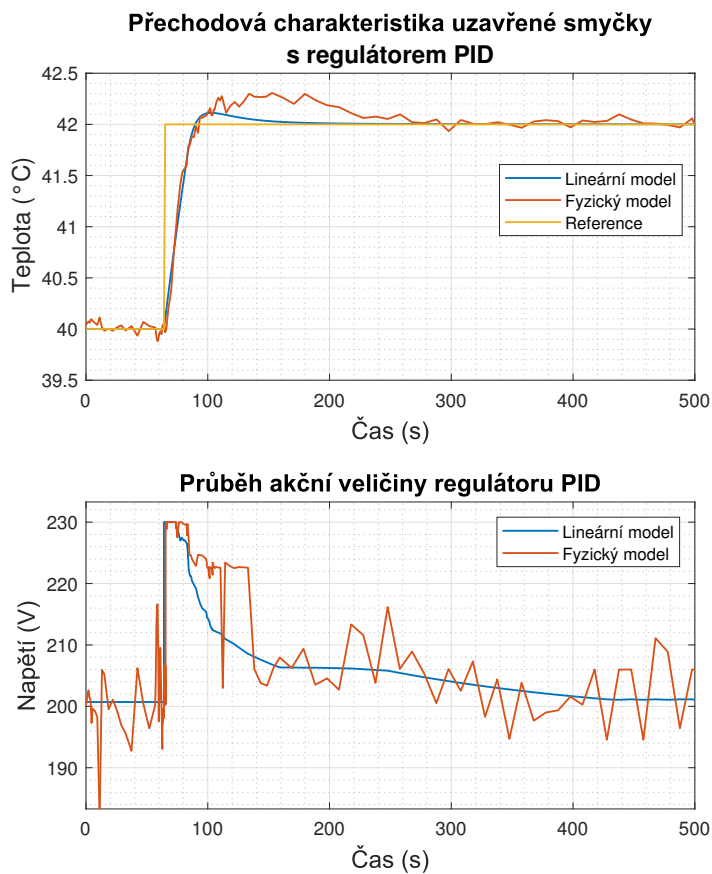 Přechodová charakteristika uzavřené smyčky
s regulátorem PID
42.5
42
41.5
41
40.5
40
39.5
Teplota (°C)
Lineární model
Fyzický model
Reference
0 100 200 300 400 500
Čas (s)
Průběh akční veličiny regulátoru PID
230
220
210
200
190
Napětí (V)
Lineární model
Fyzický model
0 100 200 300 400 500
Čas (s)